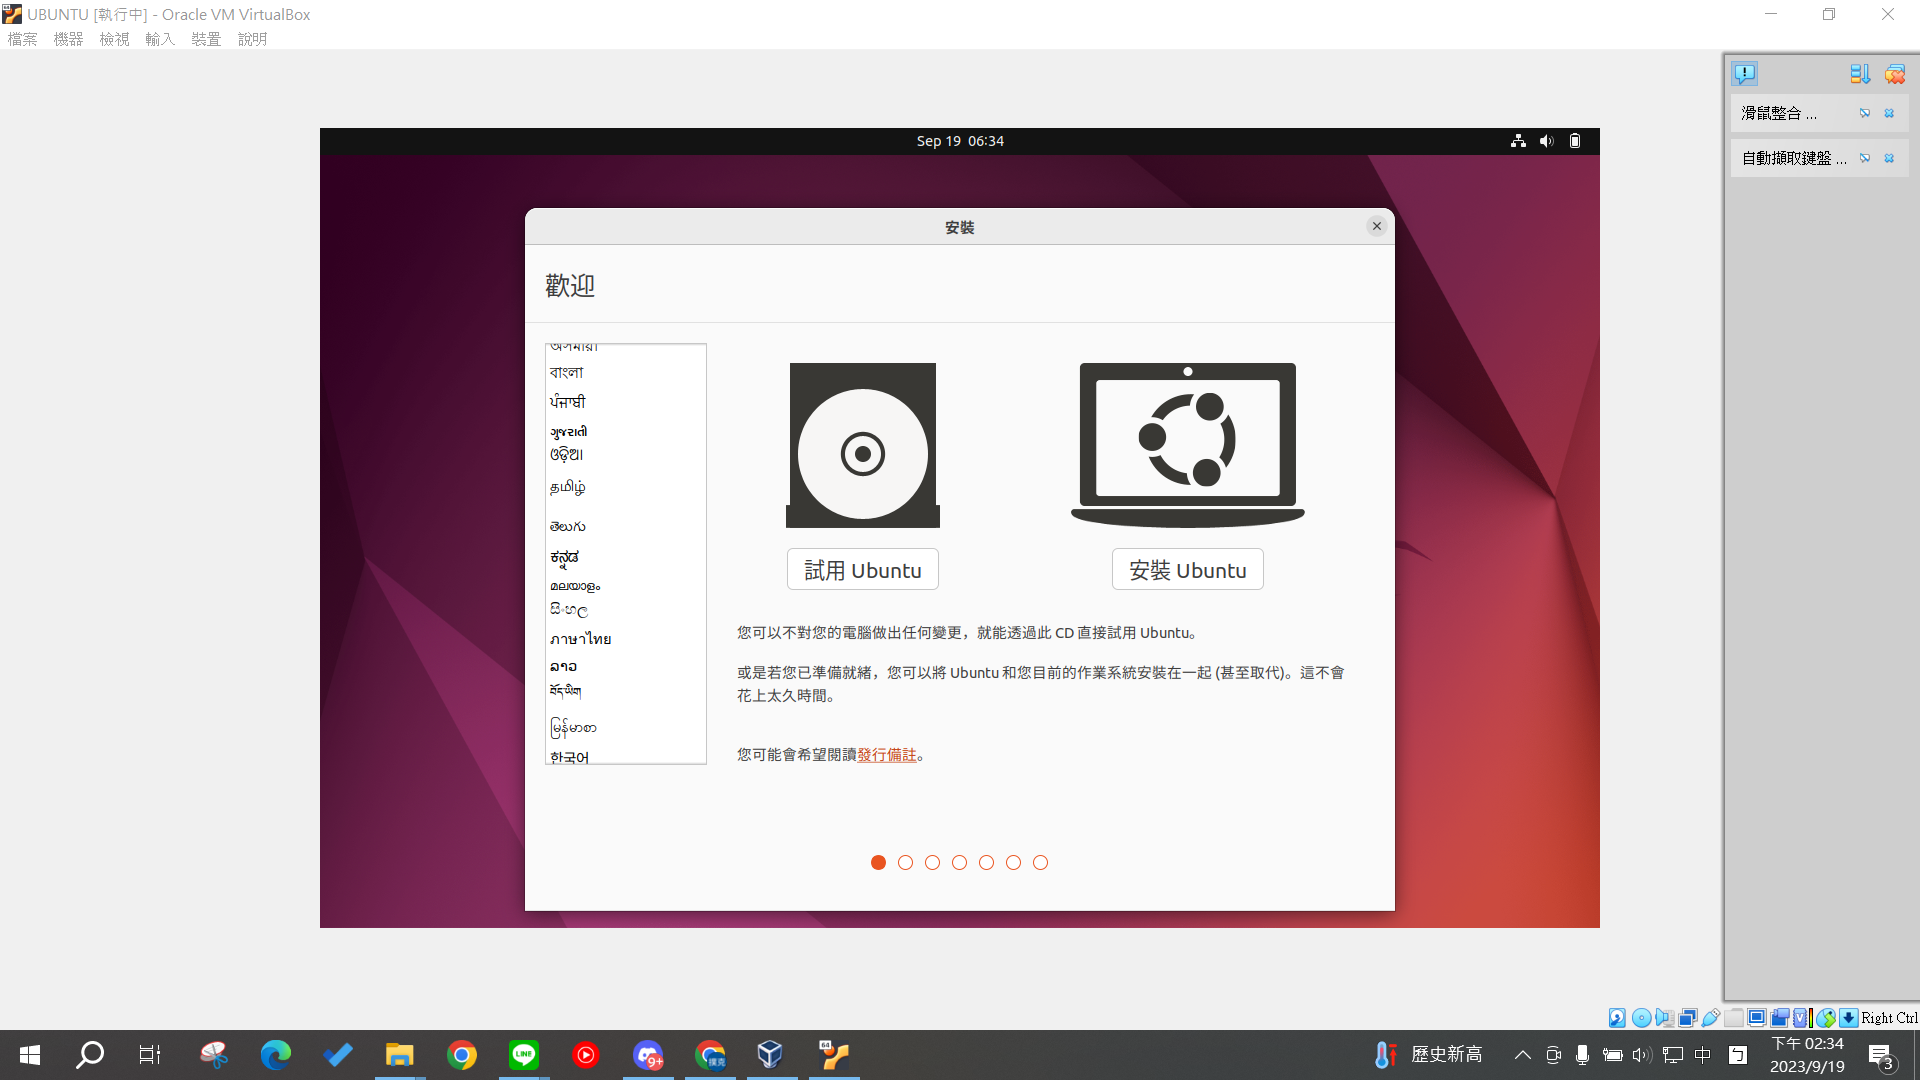 UBUNTU [執行中] - Oracle VM VirtualBox
檔案 機器 檢視 輸入 裝置 說明
滑鼠整合 ...
自動擷取鍵盤 ...
Sep 19 06:34
安裝
歡迎
অসমীয়া
বাংলা
ਪੰਜਾਬੀ
ગુજરાતી
ଓଡ଼ିଆ
தமிழ்
తెలుగు
ಕನ್ನಡ
മലയാളം
සිංහල
ภาษาไทย
ລາວ
བོད་ཡིག
မြန်မာစာ
한국어
試用 Ubuntu
安裝 Ubuntu
您可以不對您的電腦做出任何變更，就能透過此 CD 直接試用 Ubuntu。
或是若您已準備就緒，您可以將 Ubuntu 和您目前的作業系統安裝在一起 (甚至取代)。這不會
花上太久時間。
您可能會希望閱讀發行備註。
Right Ctrl
LINE
9+
撲克
64
歷史新高
中
下午 02:34
2023/9/19
3